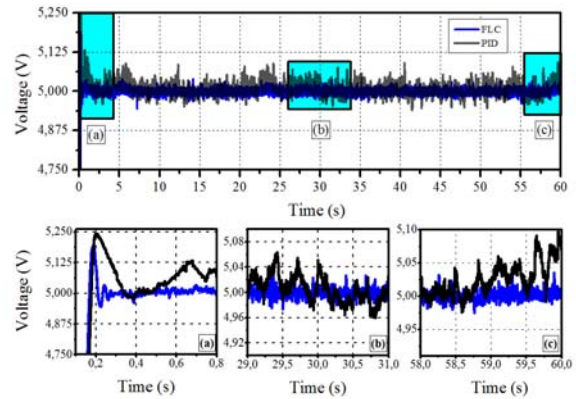 5,250
5,125
5,000
4,875
4,750
Voltage (V)
FLC
PID
(a)
(b)
(c)
0 5 10 15 20 25 30 35 40 45 50 55 60
Time (s)
5,250
5,125
5,000
4,875
4,750
Voltage (V)
(a)
0,2 0,4 0,6 0,8
Time (s)
5,08
5,04
5,00
4,96
4,92
(b)
29,0 29,5 30,0 30,5 31,0
Time (s)
5,10
5,05
5,00
4,95
(c)
58,0 58,5 59,0 59,5 60,0
Time (s)